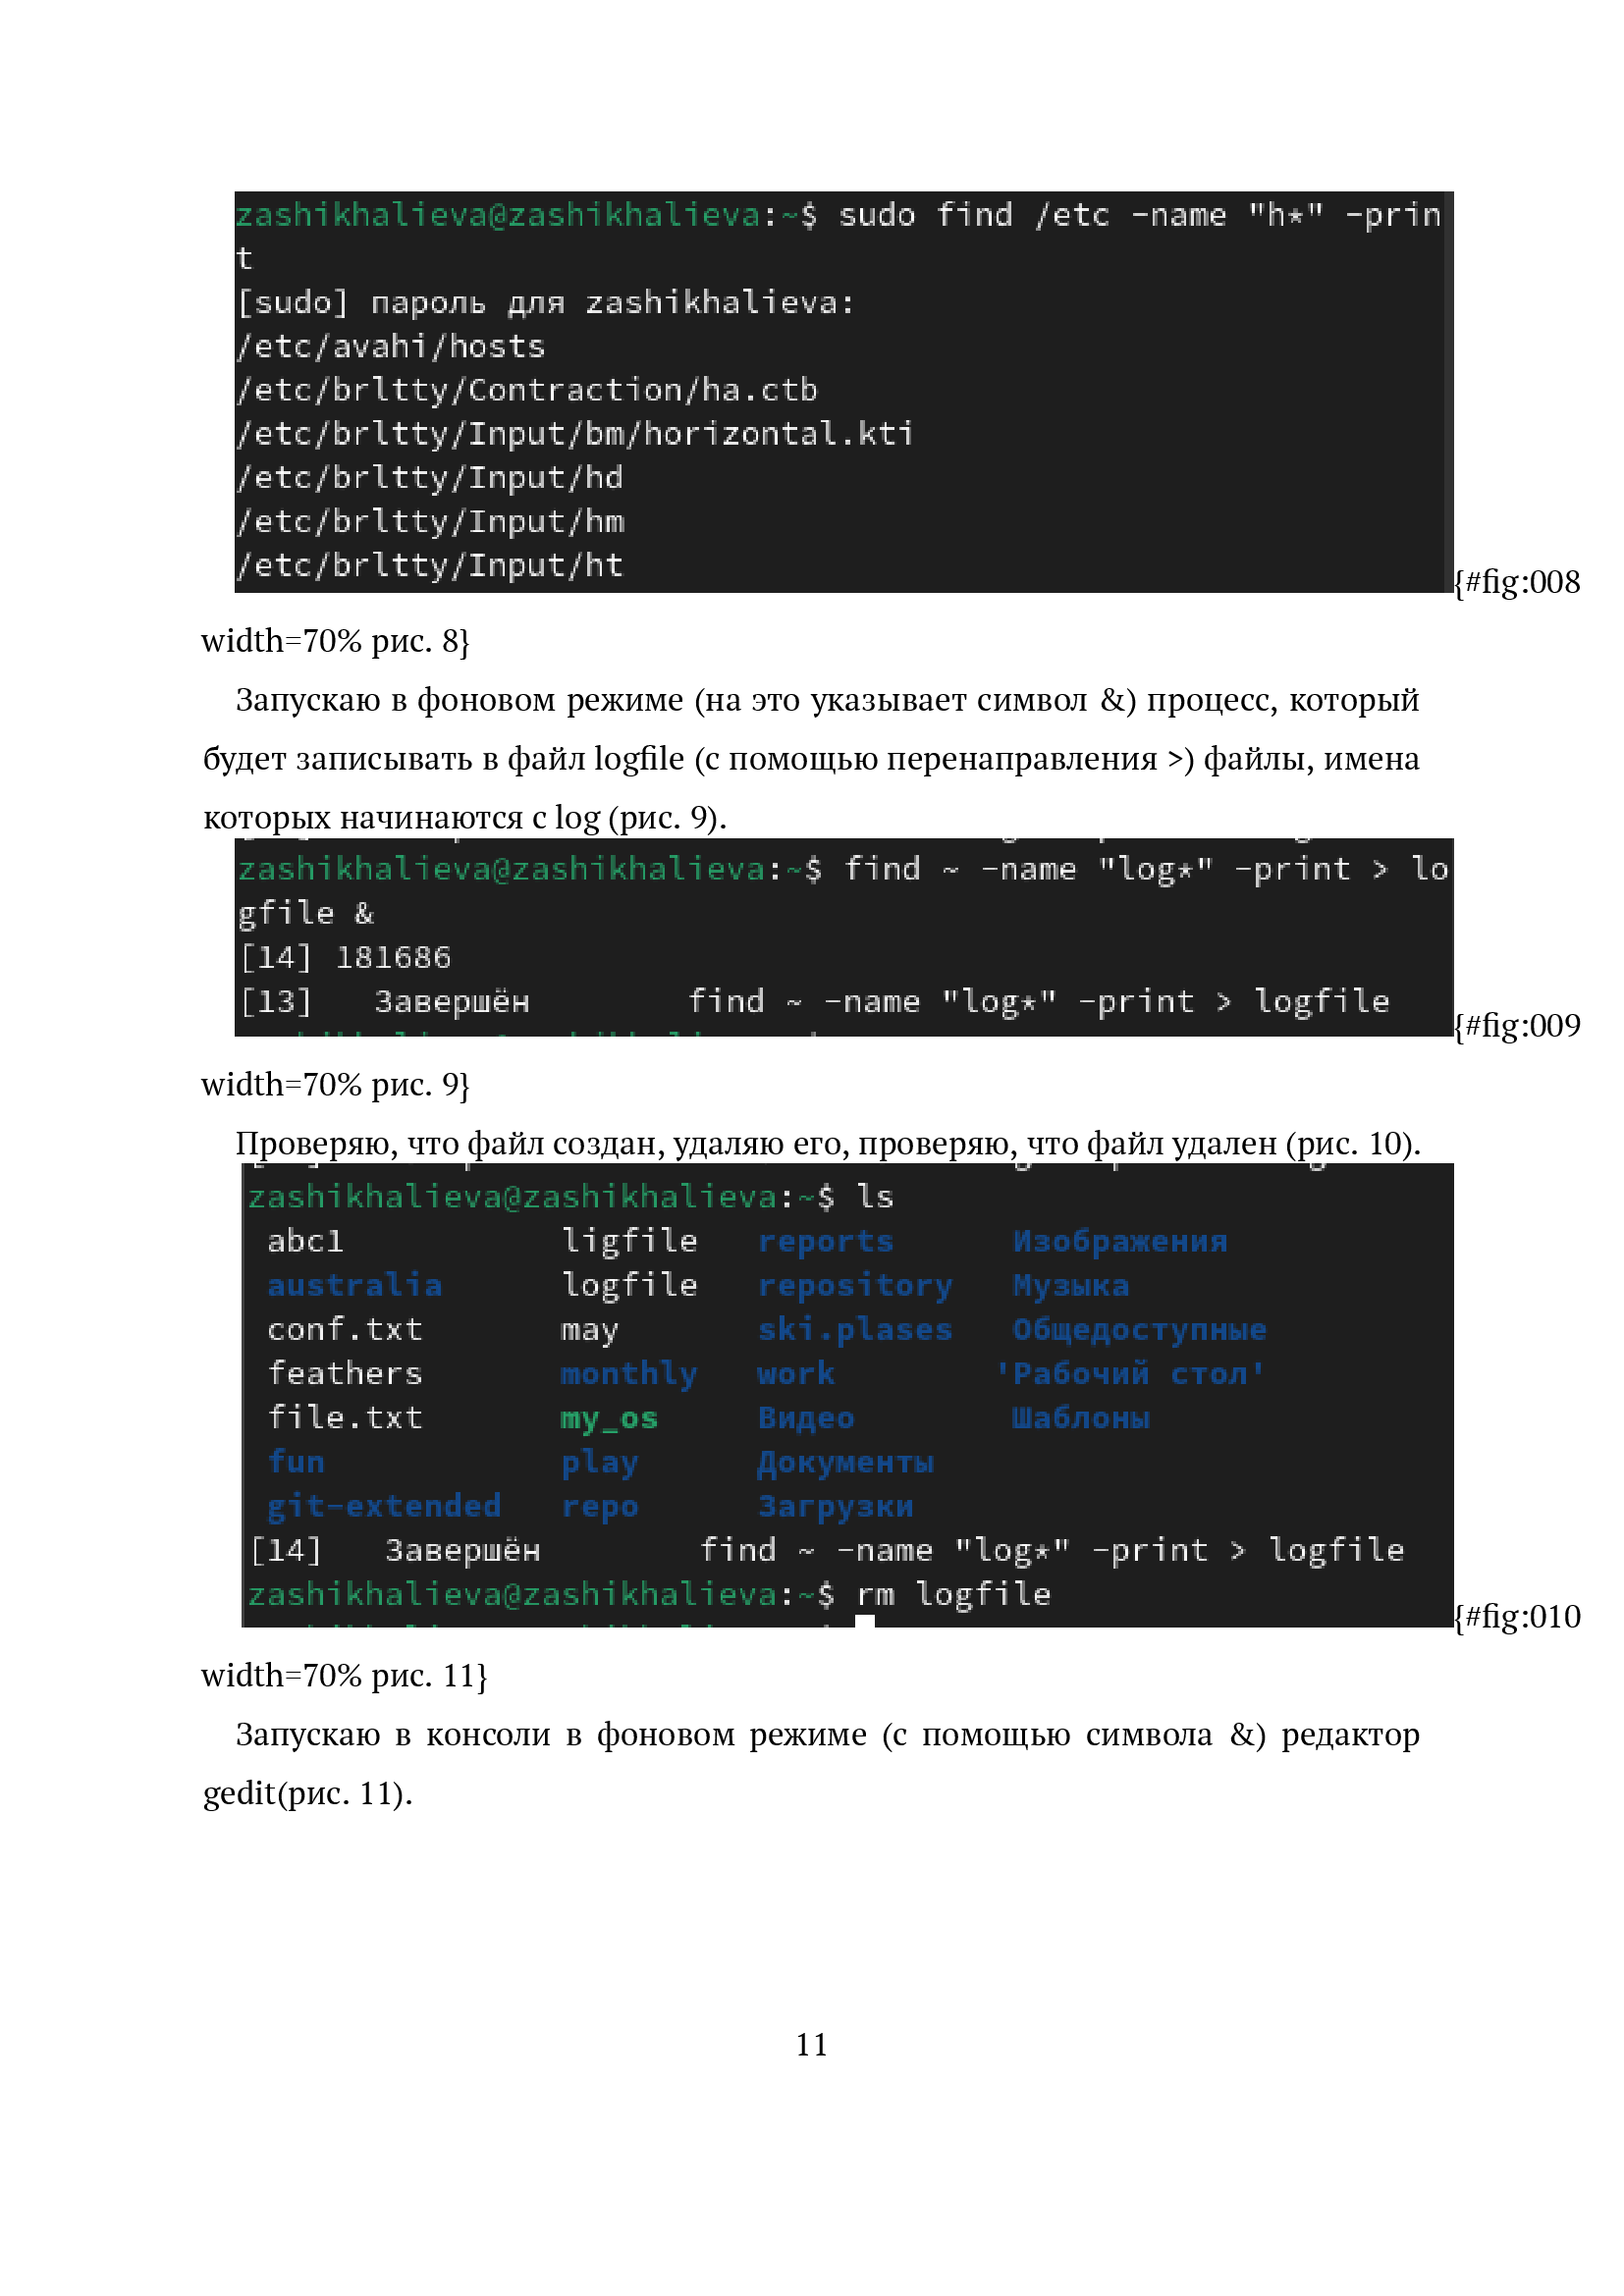 zashikhalieva@zashikhalieva:~$ sudo find /etc -name "h*" -prin
t
[sudo] пароль для zashikhalieva:
/etc/avahi/hosts
/etc/brltty/Contraction/ha.ctb
/etc/brltty/Input/bm/horizontal.kti
/etc/brltty/Input/hd
/etc/brltty/Input/hm
/etc/brltty/Input/ht
{#fig:008
width=70% рис. 8}
Запускаю в фоновом режиме (на это указывает символ &) процесс, который
будет записывать в файл logfile (с помощью перенаправления >) файлы, имена
которых начинаются с log (рис. 9).
zashikhalieva@zashikhalieva:~$ find ~ -name "log*" -print > lo
gfile &
[14] 181686
[13]   Завершён        find ~ -name "log*" -print > logfile
{#fig:009
width=70% рис. 9}
Проверяю, что файл создан, удаляю его, проверяю, что файл удален (рис. 10).
zashikhalieva@zashikhalieva:~$ ls
abc1           ligfile   reports      Изображения
australia      logfile   repository   Музыка
conf.txt       may       ski.plases   Общедоступные
feathers       monthly   work        'Рабочий стол'
file.txt       my_os     Видео        Шаблоны
fun            play      Документы
git-extended   repo      Загрузки
[14]   Завершён        find ~ -name "log*" -print > logfile
zashikhalieva@zashikhalieva:~$ rm logfile
{#fig:010
width=70% рис. 11}
Запускаю в консоли в фоновом режиме (с помощью символа &) редактор
gedit(рис. 11).
11